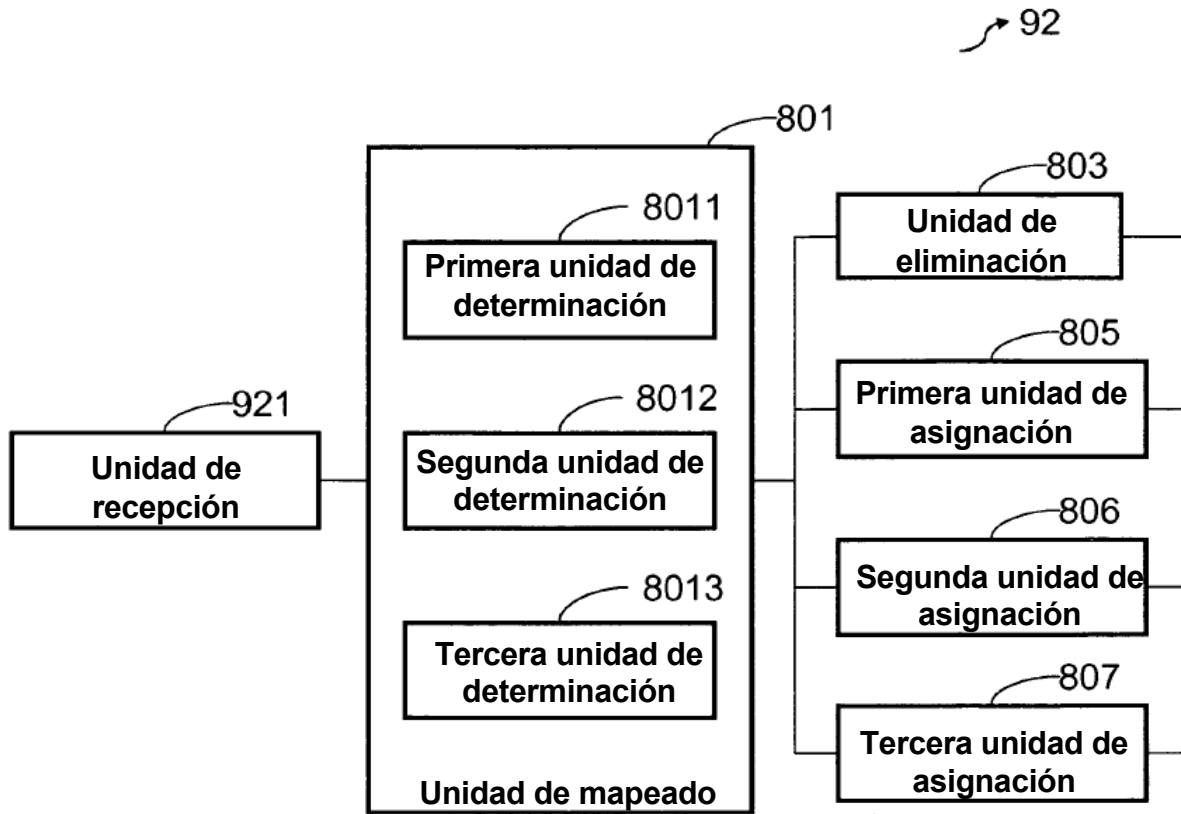 92
801
803
Unidad de
eliminación
8011
Primera unidad de
determinación
805
Primera unidad de
asignación
921
Unidad de
recepción
8012
Segunda unidad de
determinación
806
Segunda unidad de
asignación
8013
Tercera unidad de
determinación
807
Tercera unidad de
asignación
Unidad de mapeado